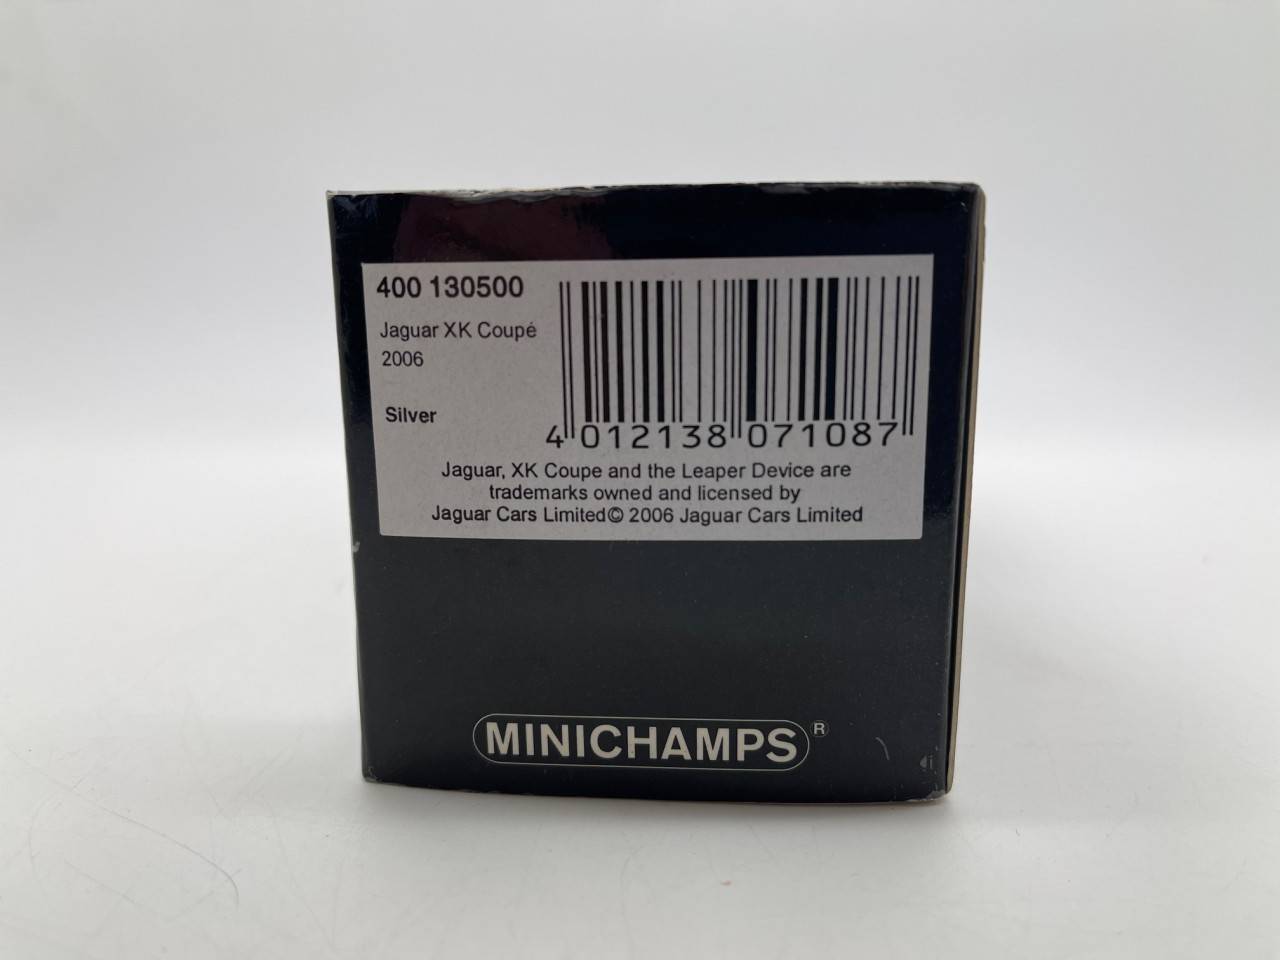 400 130500
Jaguar XK Coupé
2006
Silver
4 012138 071087
Jaguar, XK Coupe and the Leaper Device are
trademarks owned and licensed by
Jaguar Cars Limited© 2006 Jaguar Cars Limited
MINICHAMPS®